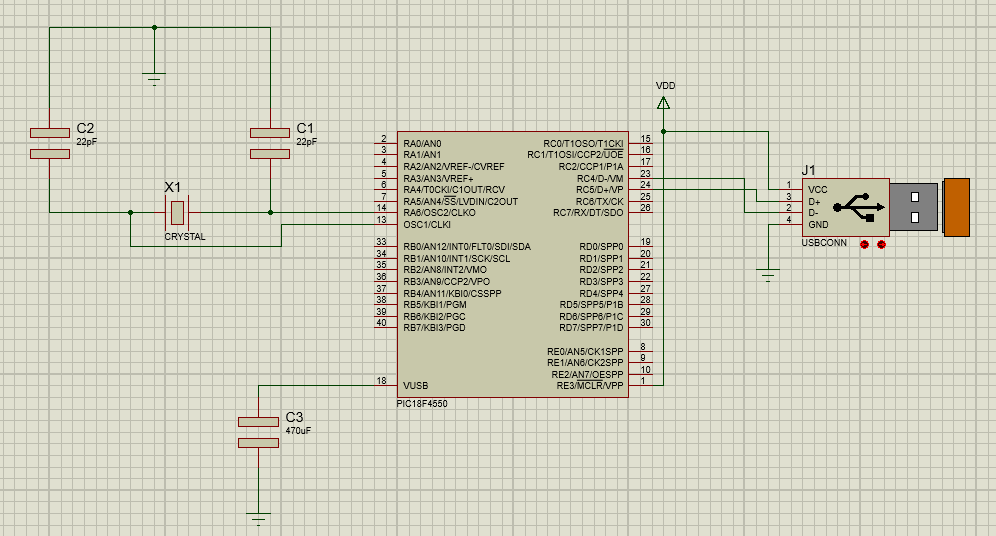 VDD
C2
22pF
C1
22pF
X1
CRYSTAL
2 RA0/AN0
3 RA1/AN1
4 RA2/AN2/VREF-/CVREF
5 RA3/AN3/VREF+
6 RA4/T0CKI/C1OUT/RCV
7 RA5/AN4/SS/LVDIN/C2OUT
14 RA6/OSC2/CLKO
13 OSC1/CLKI
33 RB0/AN12/INT0/FLT0/SDI/SDA
34 RB1/AN10/INT1/SCK/SCL
35 RB2/AN8/INT2/VMO
36 RB3/AN9/CCP2/VPO
37 RB4/AN11/KBI0/CSSPP
38 RB5/KBI1/PGM
39 RB6/KBI2/PGC
40 RB7/KBI3/PGD
18 VUSB
RC0/T1OSO/T1CKI 15
RC1/T1OSI/CCP2/UOE 16
RC2/CCP1/P1A 17
RC4/D-/VM 23
RC5/D+/VP 24
RC6/TX/CK 25
RC7/RX/DT/SDO 26
RD0/SPP0 19
RD1/SPP1 20
RD2/SPP2 21
RD3/SPP3 22
RD4/SPP4 27
RD5/SPP5/P1B 28
RD6/SPP6/P1C 29
RD7/SPP7/P1D 30
RE0/AN5/CK1SPP 8
RE1/AN6/CK2SPP 9
RE2/AN7/OESPP 10
RE3/MCLR/VPP 1
PIC18F4550
C3
470uF
J1
1 VCC
3 D+
2 D-
4 GND
USBCONN